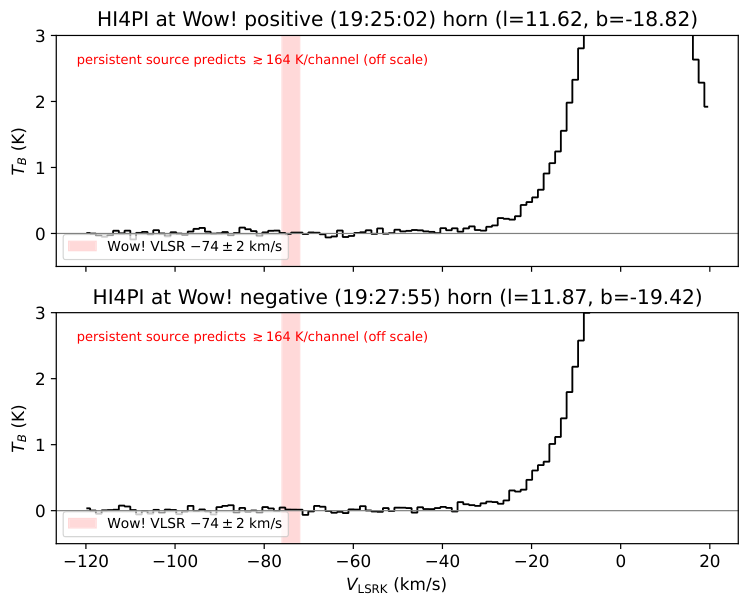 HI4PI at Wow! positive (19:25:02) horn (l=11.62, b=-18.82)
3
persistent source predicts ≳ 164 K/channel (off scale)
2
T_B (K)
1
0
Wow! VLSR −74 ± 2 km/s
HI4PI at Wow! negative (19:27:55) horn (l=11.87, b=-19.42)
3
persistent source predicts ≳ 164 K/channel (off scale)
2
T_B (K)
1
0
Wow! VLSR −74 ± 2 km/s
−120 −100 −80 −60 −40 −20 0 20
V_LSRK (km/s)